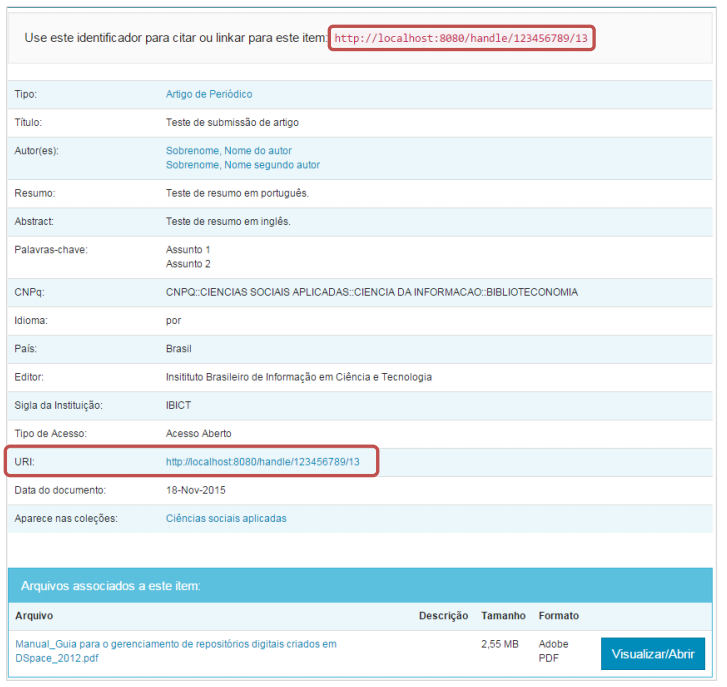 Use este identificador para citar ou linkar para este item: http://localhost:8080/handle/123456789/13
Tipo: Artigo de Periódico
Título: Teste de submissão de artigo
Autor(es): Sobrenome, Nome do autor
Sobrenome, Nome segundo autor
Resumo: Teste de resumo em português.
Abstract: Teste de resumo em inglês.
Palavras-chave: Assunto 1
Assunto 2
CNPq: CNPQ::CIENCIAS SOCIAIS APLICADAS::CIENCIA DA INFORMACAO::BIBLIOTECONOMIA
Idioma: por
País: Brasil
Editor: Insitituto Brasileiro de Informação em Ciência e Tecnologia
Sigla da Instituição: IBICT
Tipo de Acesso: Acesso Aberto
URI: http://localhost:8080/handle/123456789/13
Data do documento: 18-Nov-2015
Aparece nas coleções: Ciências sociais aplicadas
Arquivos associados a este item:
Arquivo Descrição Tamanho Formato
Manual_Guia para o gerenciamento de repositórios digitais criados em 2,55 MB Adobe
DSpace_2012.pdf PDF
Visualizar/Abrir